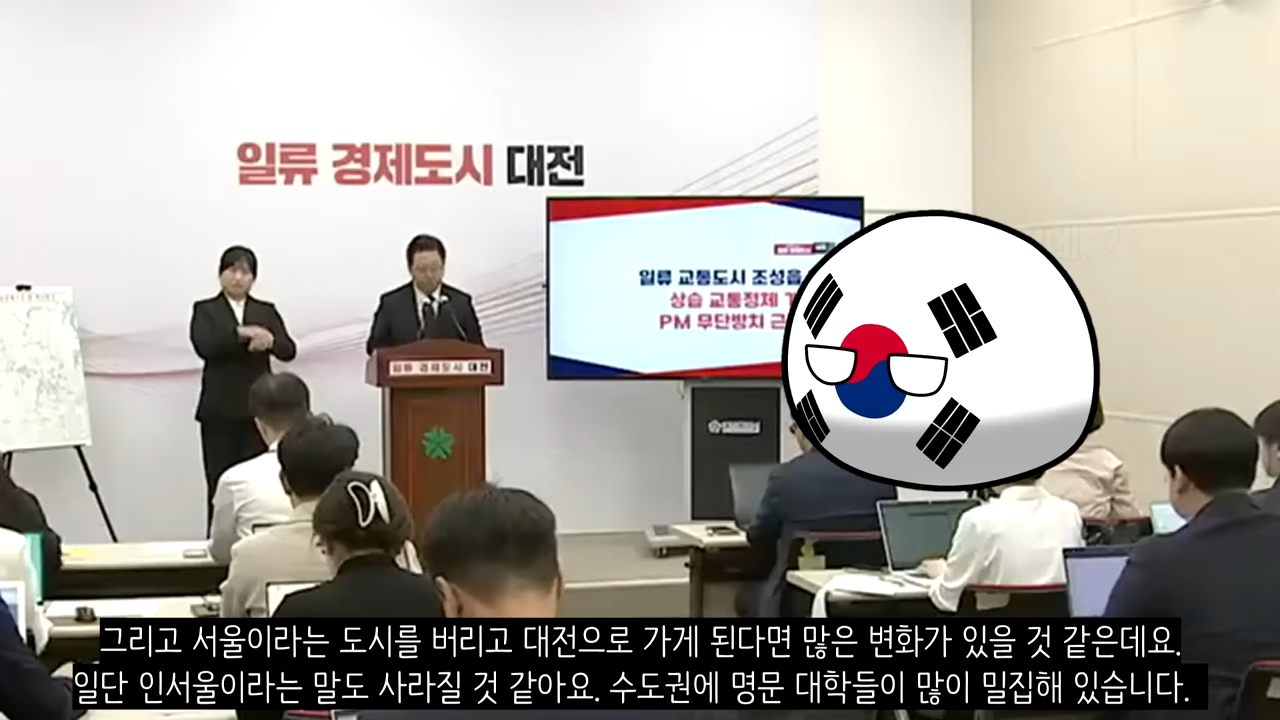 일류 경제도시 대전
일류 교통도시 조성을
상습 교통정체
PM 무단방치 근
일류 경제도시 대전
그리고 서울이라는 도시를 버리고 대전으로 가게 된다면 많은 변화가 있을 것 같은데요.
일단 인서울이라는 말도 사라질 것 같아요. 수도권에 명문 대학들이 많이 밀집해 있습니다.